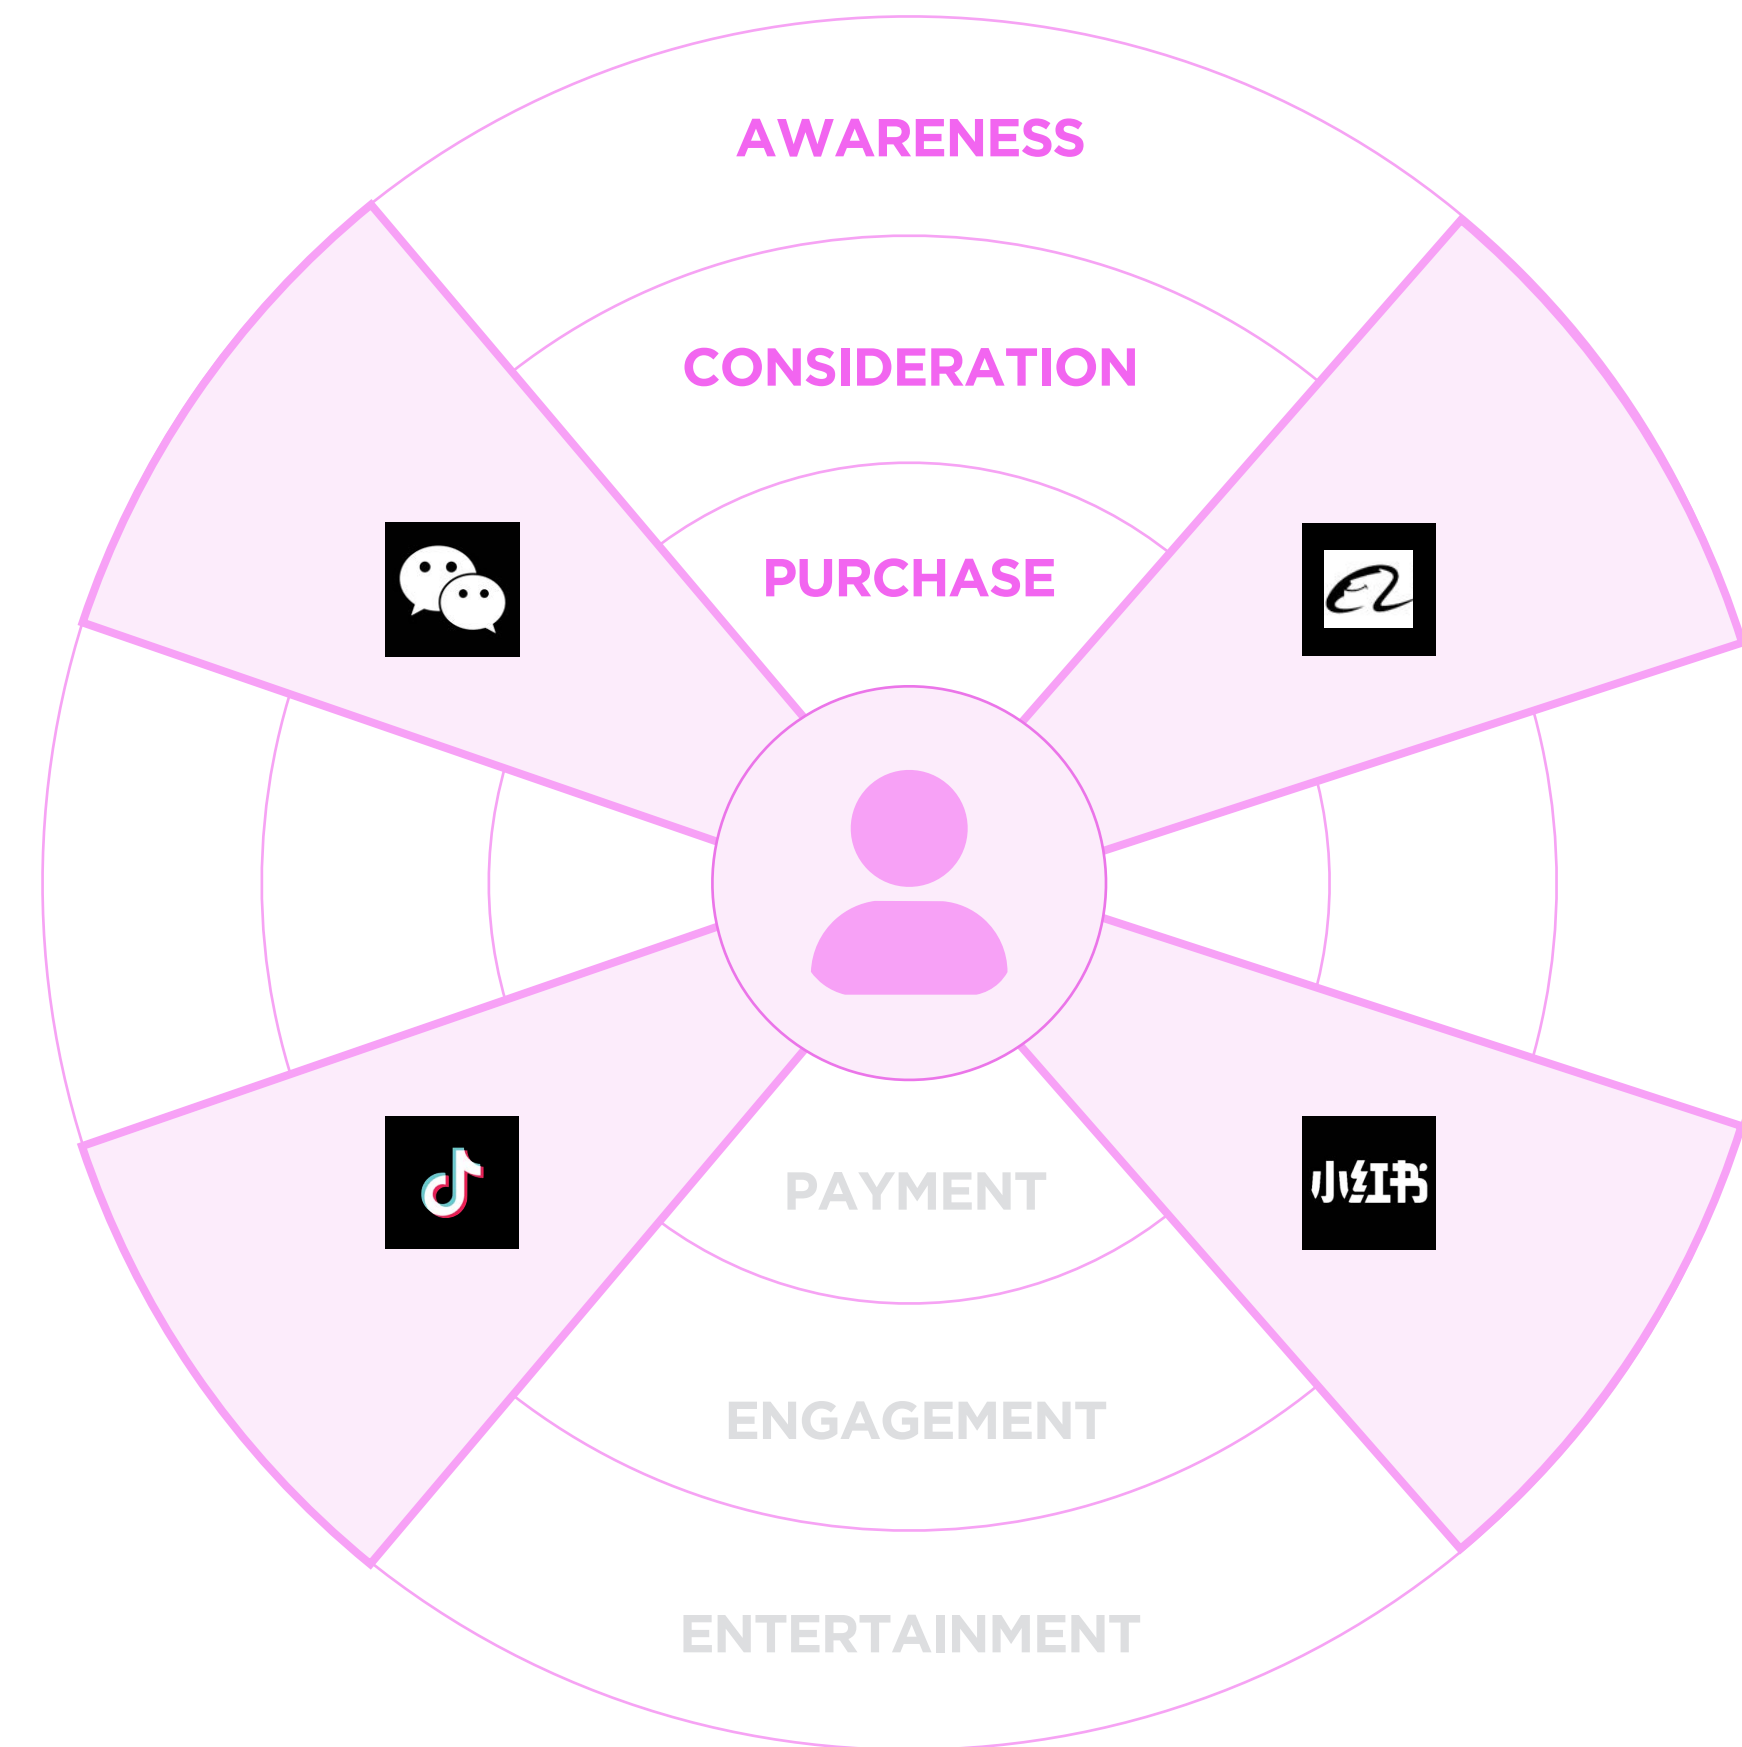 AWARENESS
CONSIDERATION
PURCHASE
小红书
PAYMENT
ENGAGEMENT
ENTERTAINMENT